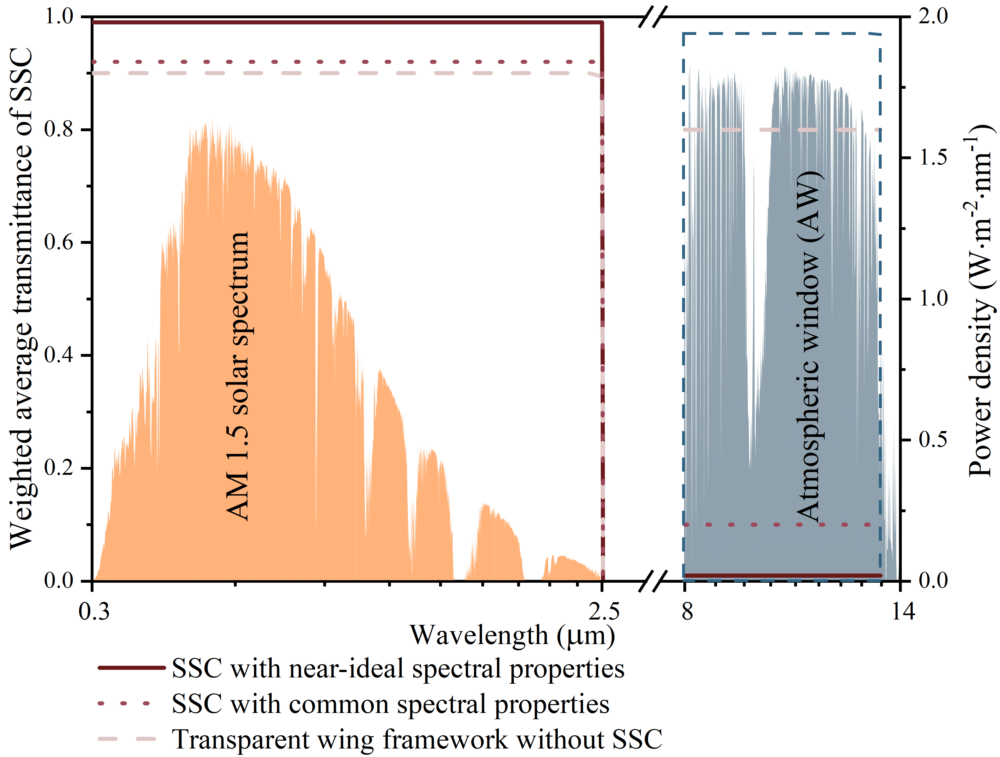 Weighted average transmittance of SSC
1.0
0.8
0.6
0.4
0.2
0.0
AM 1.5 solar spectrum
Atmospheric window (AW)
2.0
1.5
1.0
0.5
0.0
Power density (W·m-2·nm-1)
0.3
2.5
8
14
Wavelength (μm)
SSC with near-ideal spectral properties
SSC with common spectral properties
Transparent wing framework without SSC